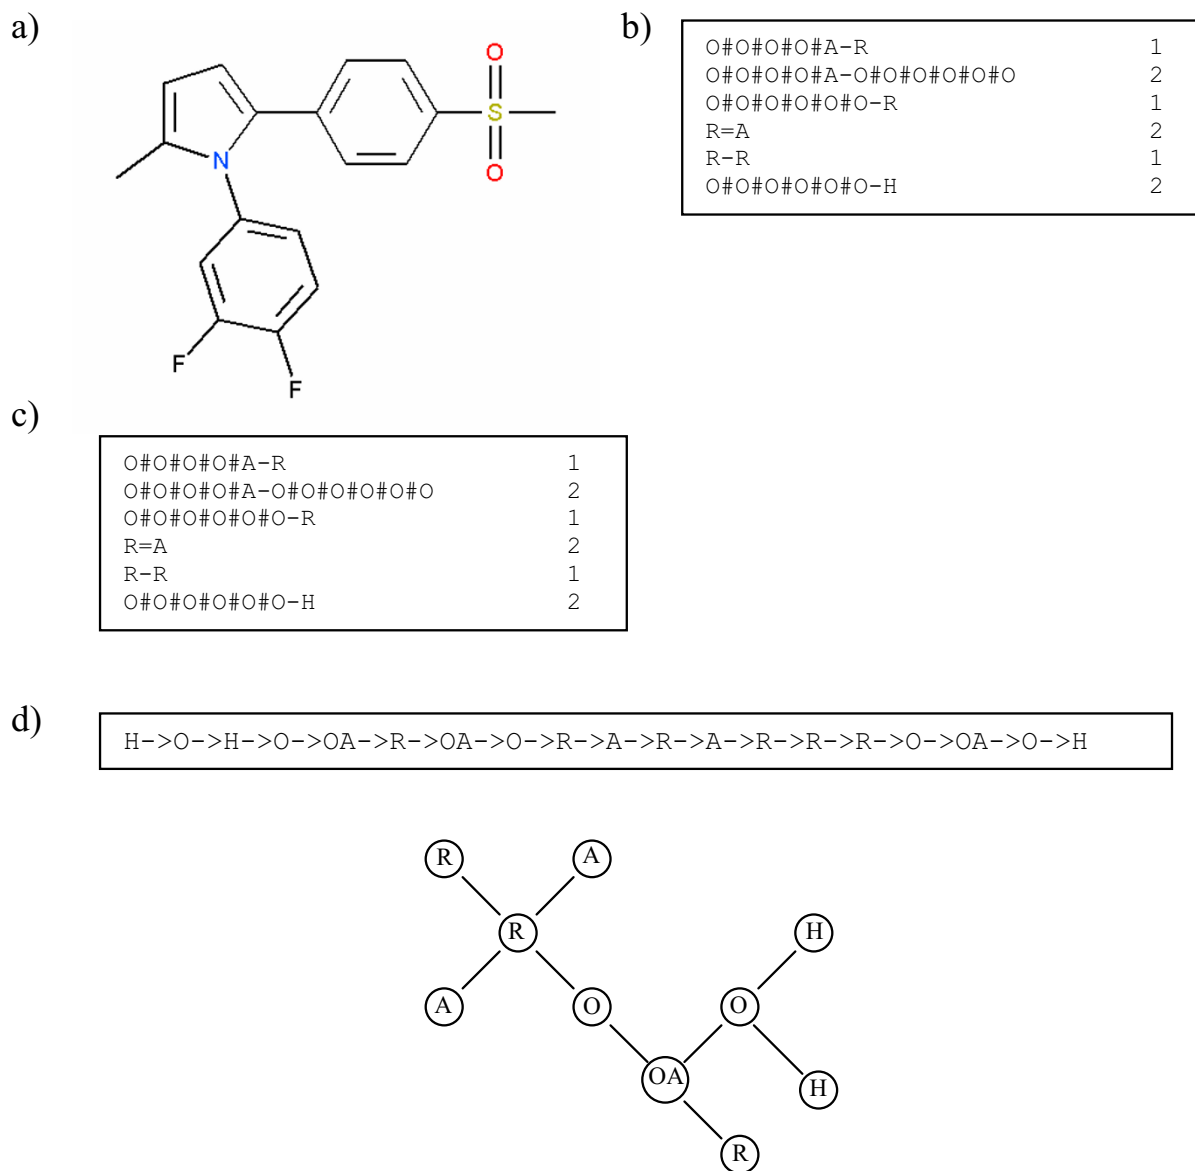 a)
O
S
O
N
F
F
b)
O#O#O#O#A-R 1
O#O#O#O#A-O#O#O#O#O#O 2
O#O#O#O#O#O-R 1
R=A 2
R-R 1
O#O#O#O#O#O-H 2
c)
O#O#O#O#A-R 1
O#O#O#O#A-O#O#O#O#O#O 2
O#O#O#O#O#O-R 1
R=A 2
R-R 1
O#O#O#O#O#O-H 2
d)
H->O->H->O->OA->R->OA->O->R->A->R->A->R->R->R->O->OA->O->H
R A
R H
A O O
OA H
R